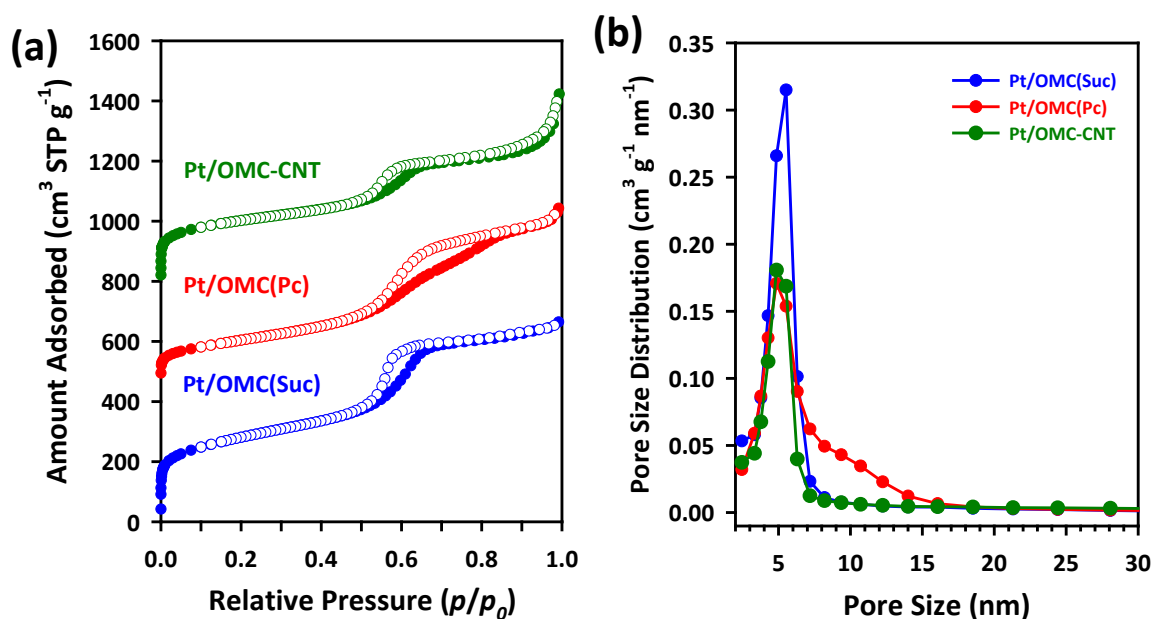 (a)
Amount Adsorbed (cm³ STP g⁻¹)
1600
1400
1200
1000
800
600
400
200
0
Pt/OMC-CNT
Pt/OMC(Pc)
Pt/OMC(Suc)
0.0 0.2 0.4 0.6 0.8 1.0
Relative Pressure (p/p₀)
(b)
Pore Size Distribution (cm³ g⁻¹ nm⁻¹)
0.35
0.30
0.25
0.20
0.15
0.10
0.05
0.00
Pt/OMC(Suc)
Pt/OMC(Pc)
Pt/OMC-CNT
5 10 15 20 25 30
Pore Size (nm)